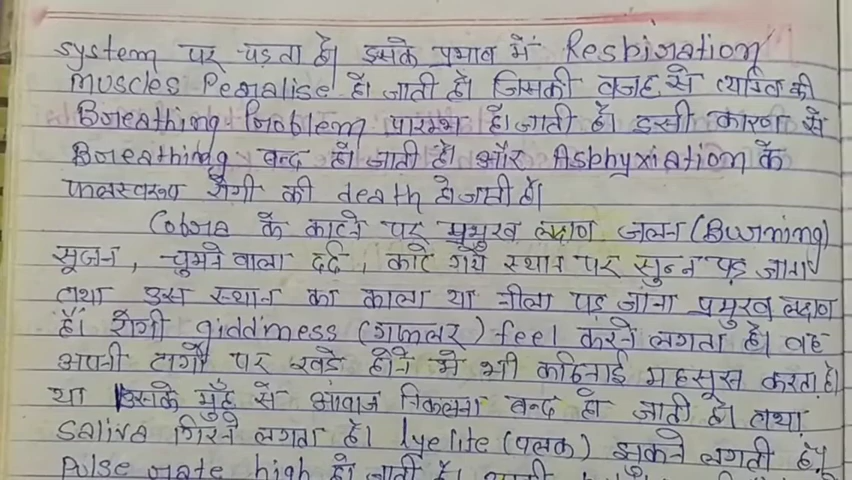 system पर पड़ता है। इसके प्रभाव में Respiration
Muscles Peralise हो जाती है। जिसकी वजह से व्यक्ति की
Breathing Problem प्रारम्भ हो जाती है। इसी कारण से
Breathing बन्द हो जाती है। और Asphyxiation के
फलस्वरूप रोगी की death हो जाती है।
Cobra के काटने पर प्रमुख लक्षण जलन (Burning)
सूजन, चुभने वाला दर्द, काटे गये स्थान पर सुन्न पड़ जाना
तथा उस स्थान का काला या नीला पड़ जाना प्रमुख लक्षण
हैं। रोगी giddiness (गाफलर) feel करने लगता है। वह
अपनी टांगों पर खड़े होने में भी कठिनाई महसूस करता है।
या उसके मुँह से आवाज निकलना बन्द हो जाती है। तथा
saliva गिरने लगता है। lyelite (पलक) झुकने लगती है।
Pulse rate high हो जाती है।